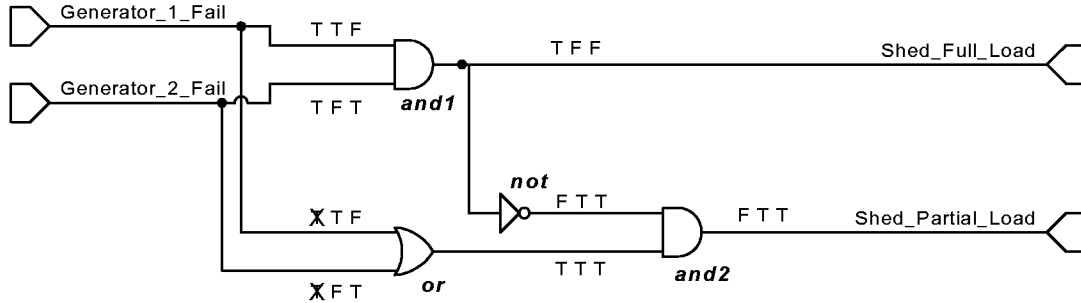 Generator_1_Fail
T T F
T F F
Shed_Full_Load
Generator_2_Fail
and1
T F T
not
F T T
F T T
Shed_Partial_Load
T T F
T T T
and2
or
T F T